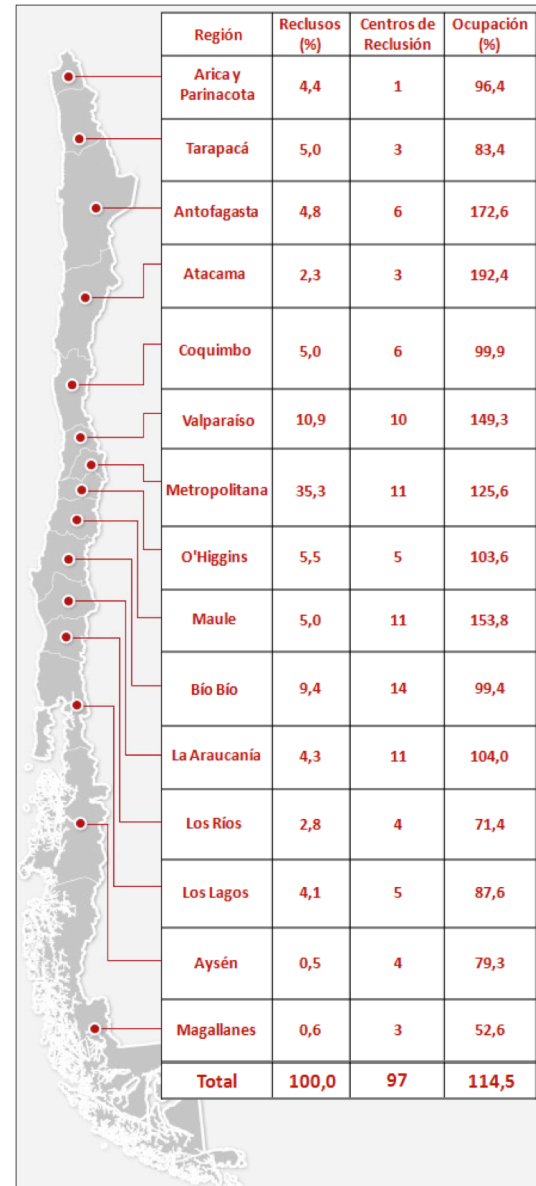 Región Reclusos (%) Centros de Reclusión Ocupación (%)
Arica y Parinacota 4,4 1 96,4
Tarapacá 5,0 3 83,4
Antofagasta 4,8 6 172,6
Atacama 2,3 3 192,4
Coquimbo 5,0 6 99,9
Valparaíso 10,9 10 149,3
Metropolitana 35,3 11 125,6
O'Higgins 5,5 5 103,6
Maule 5,0 11 153,8
Bío Bío 9,4 14 99,4
La Araucanía 4,3 11 104,0
Los Ríos 2,8 4 71,4
Los Lagos 4,1 5 87,6
Aysén 0,5 4 79,3
Magallanes 0,6 3 52,6
Total 100,0 97 114,5